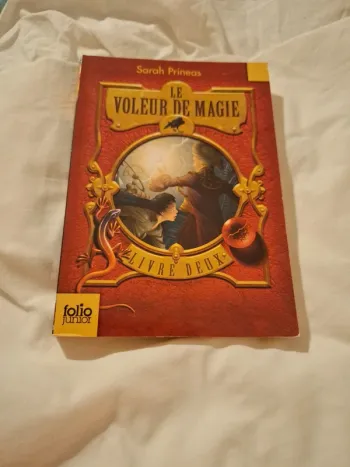 Sarah Prineas
LE
VOLEUR DE MAGIE
LIVRE DEUX
folio
junior